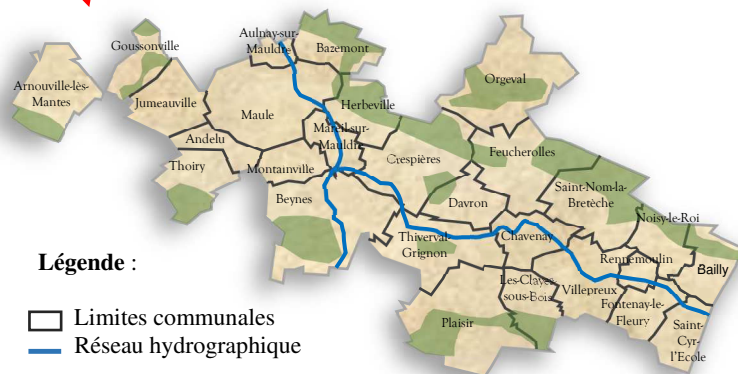 Aulnay-sur-
Mauldre
Goussonville
Bazemont
Arnouville-lès-
Mantes
Orgeval
Jumeauville
Maule
Herbeville
Mareil-sur-
Mauldre
Andelu
Crespières
Feucherolles
Thoiry
Montainville
Saint-Nom-la-
Bretèche
Beynes
Davron
Noisy-le-Roi
Thiverval-
Grignon
Chavenay
Rennemoulin
Bailly
Les-Clayes-
sous-Bois
Villepreux
Fontenay-le-
Fleury
Plaisir
Saint-
Cyr-
l'Ecole
Légende :
Limites communales
Réseau hydrographique